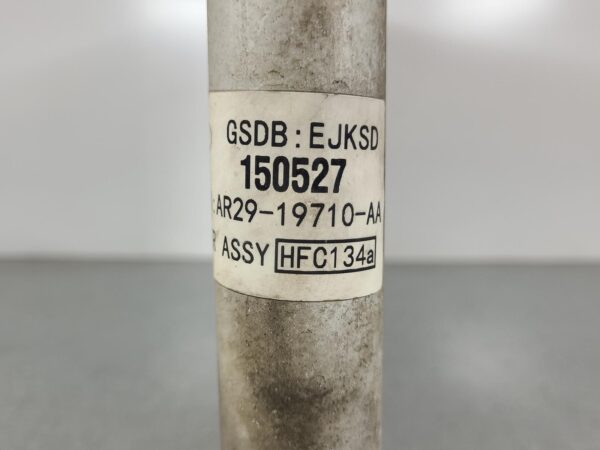 GSDB:EJKSD
150527
:AR29-19710-AA
ASSY HFC134a